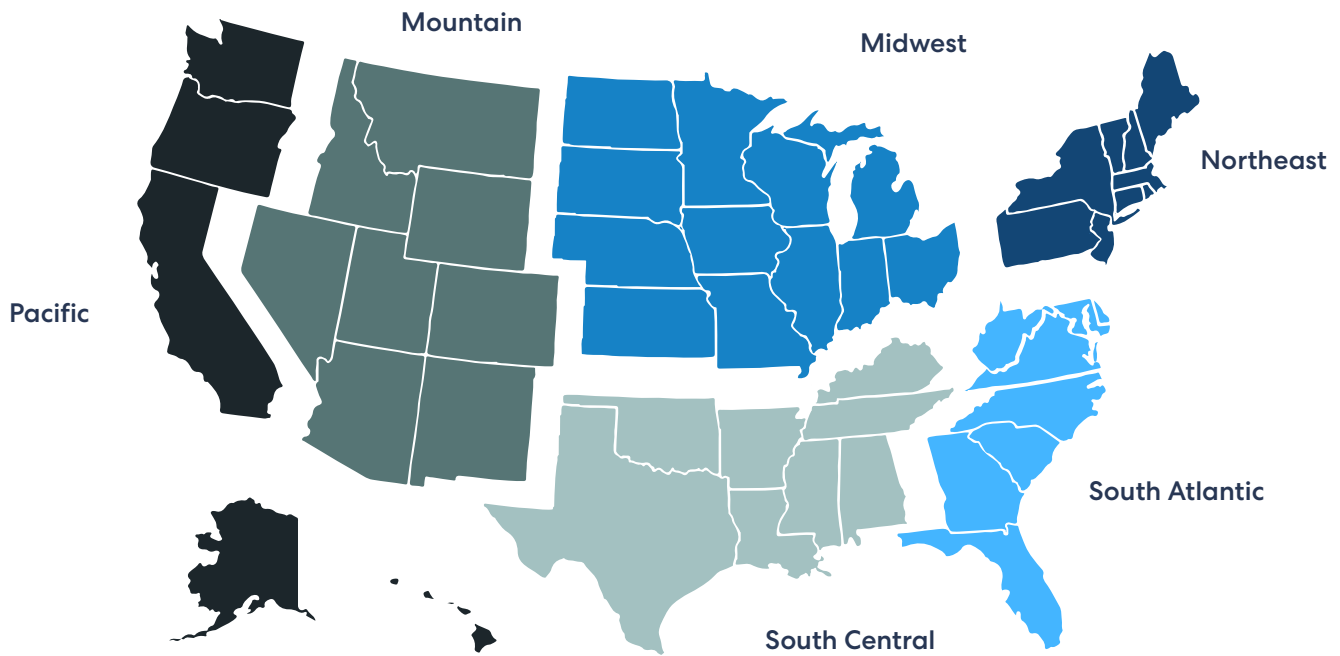 Mountain
Midwest
Northeast
Pacific
South Atlantic
South Central